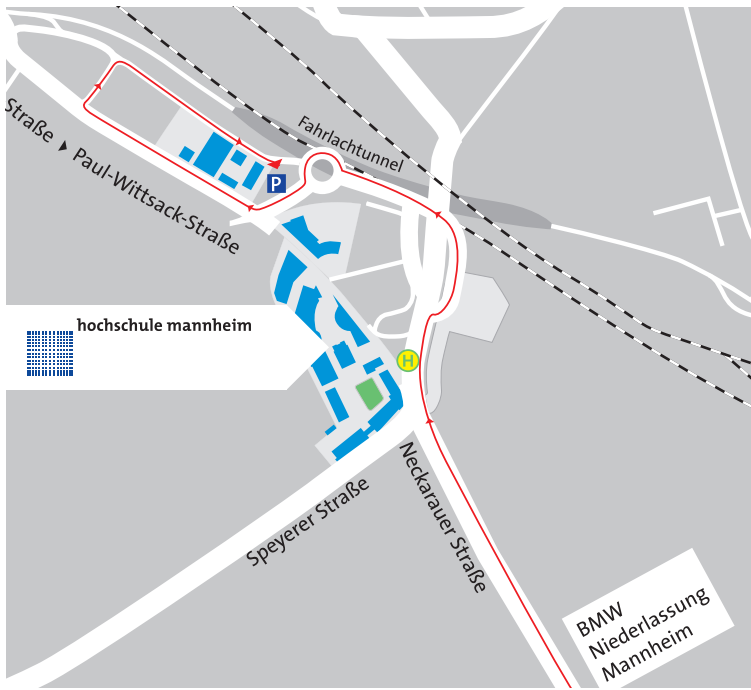 Fahrlachtunnel
Straße ▸ Paul-Wittsack-Straße
P
hochschule mannheim
H
Neckarauer Straße
Speyerer Straße
BMW
Niederlassung
Mannheim